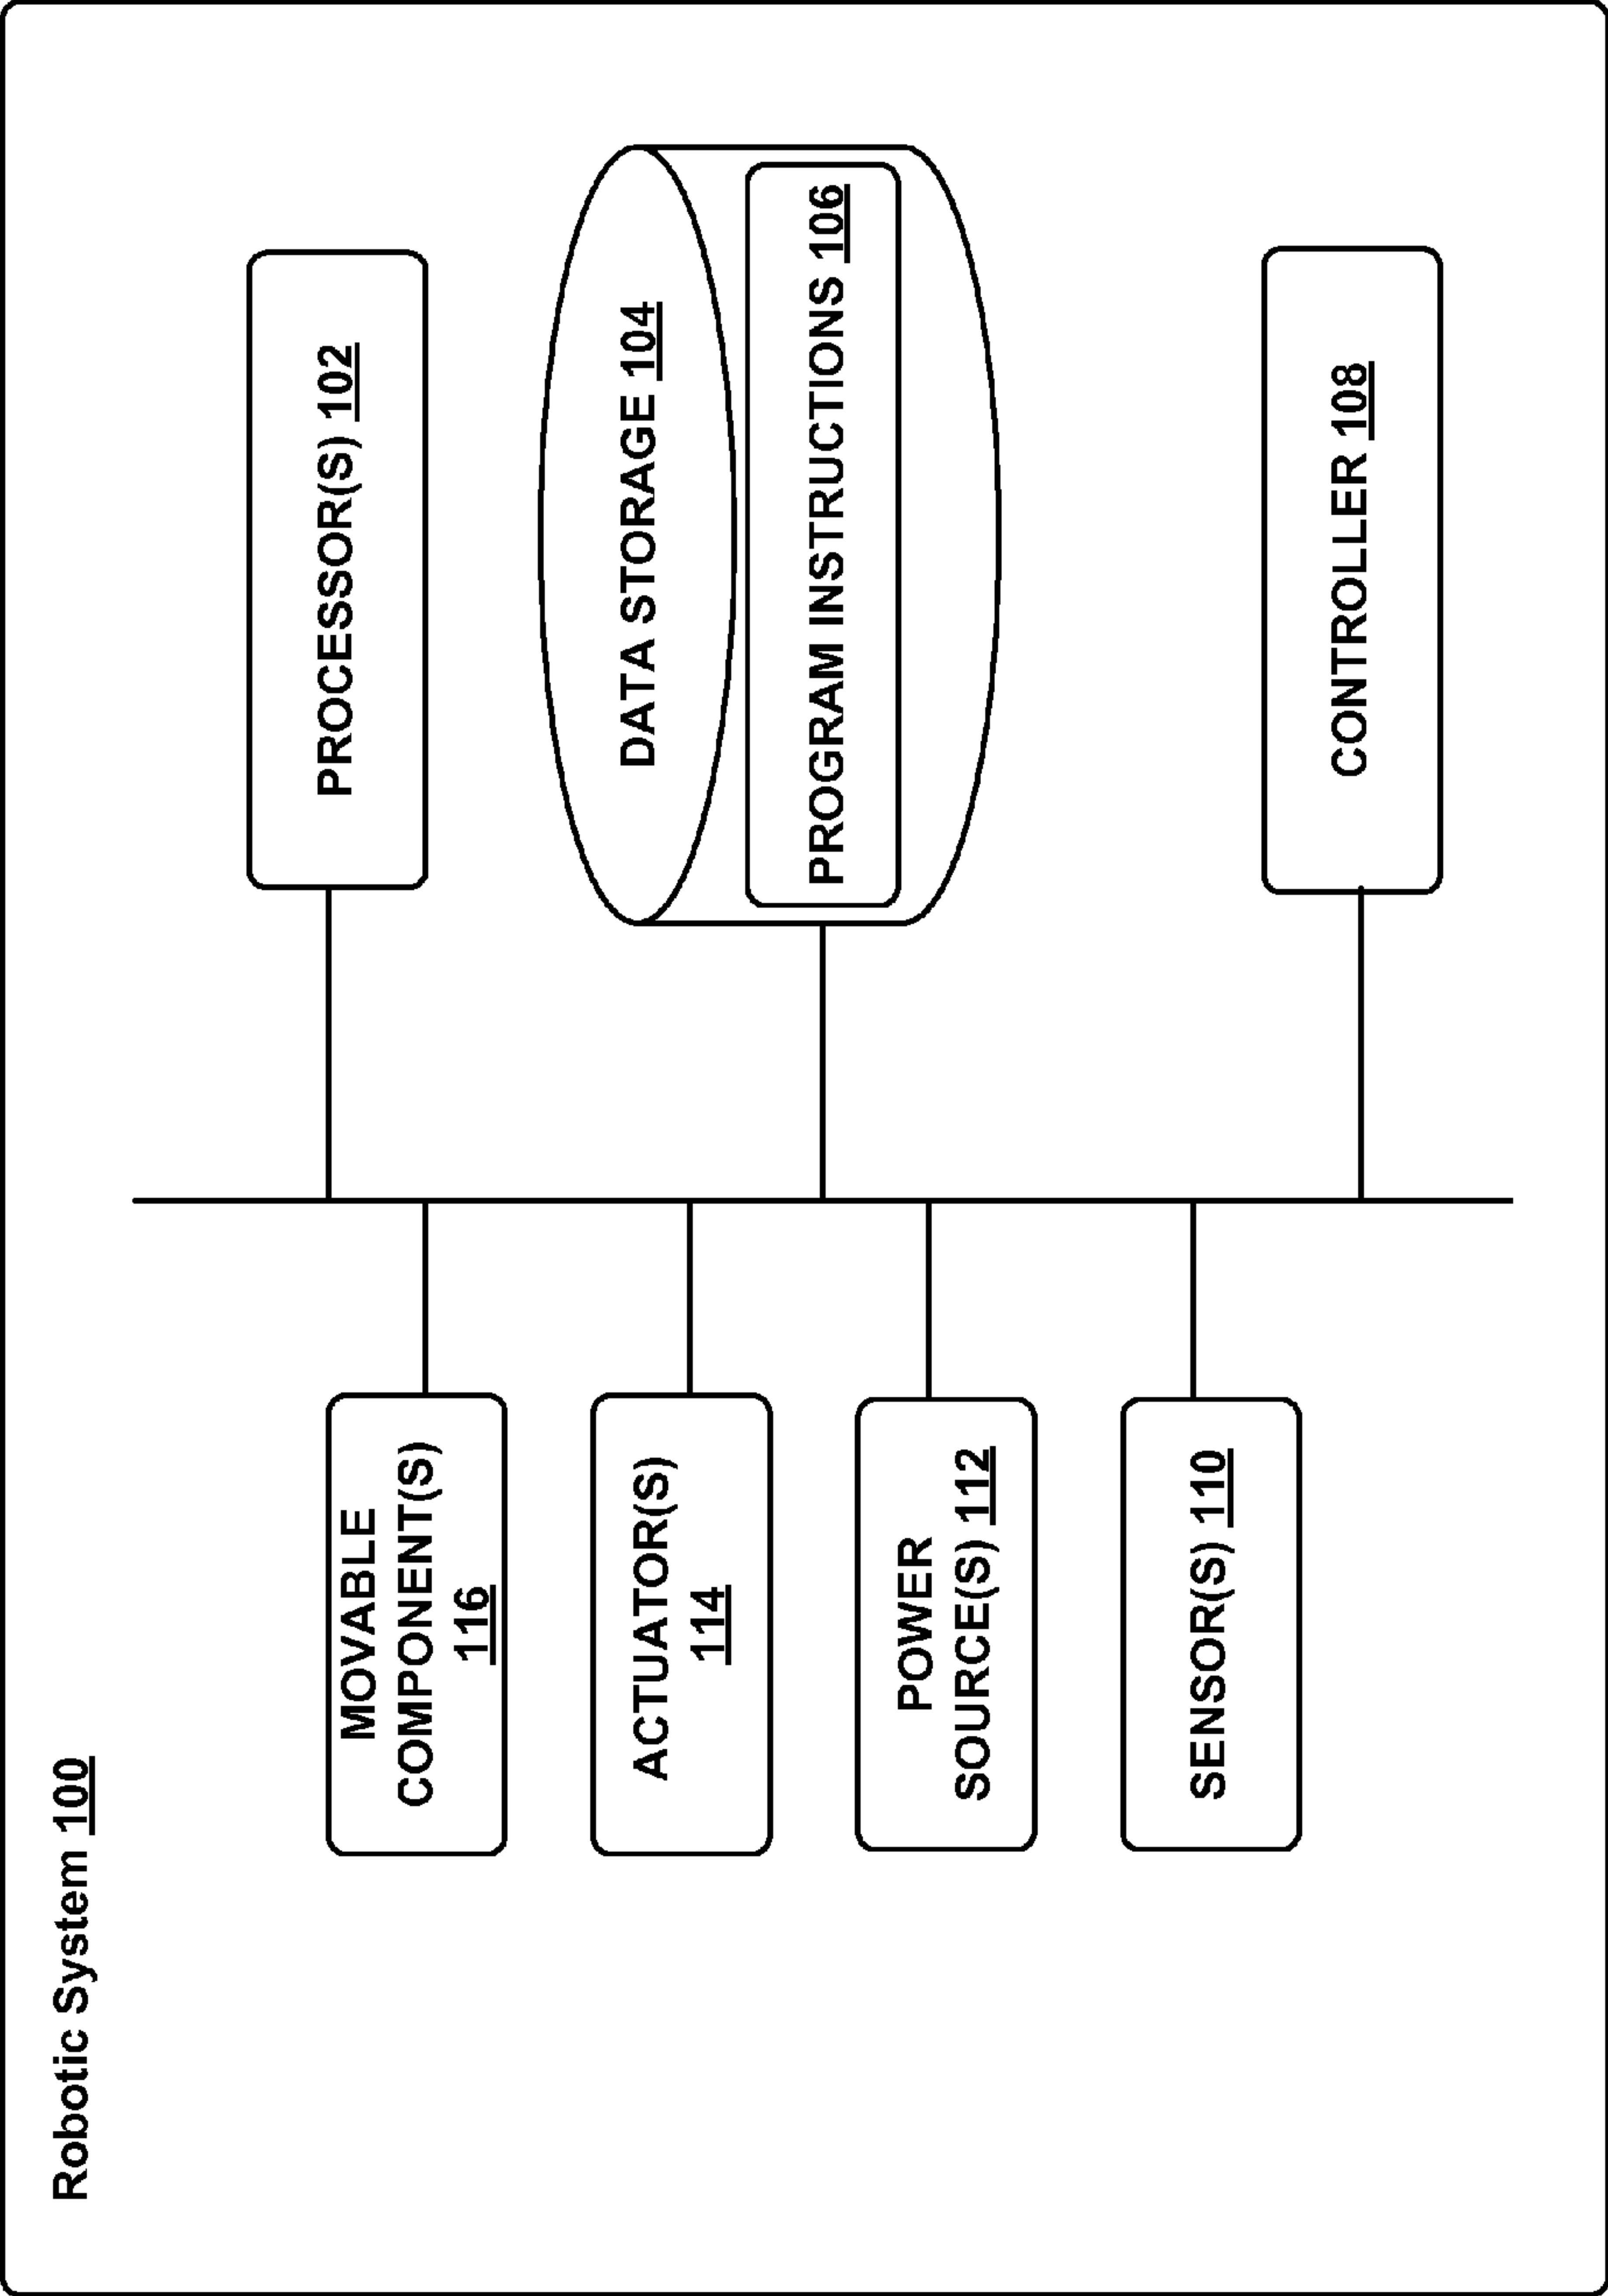 Robotic System 100
MOVABLE
COMPONENT(S)
116
ACTUATOR(S)
114
POWER
SOURCE(S) 112
SENSOR(S) 110
PROCESSOR(S) 102
DATA STORAGE 104
PROGRAM INSTRUCTIONS 106
CONTROLLER 108